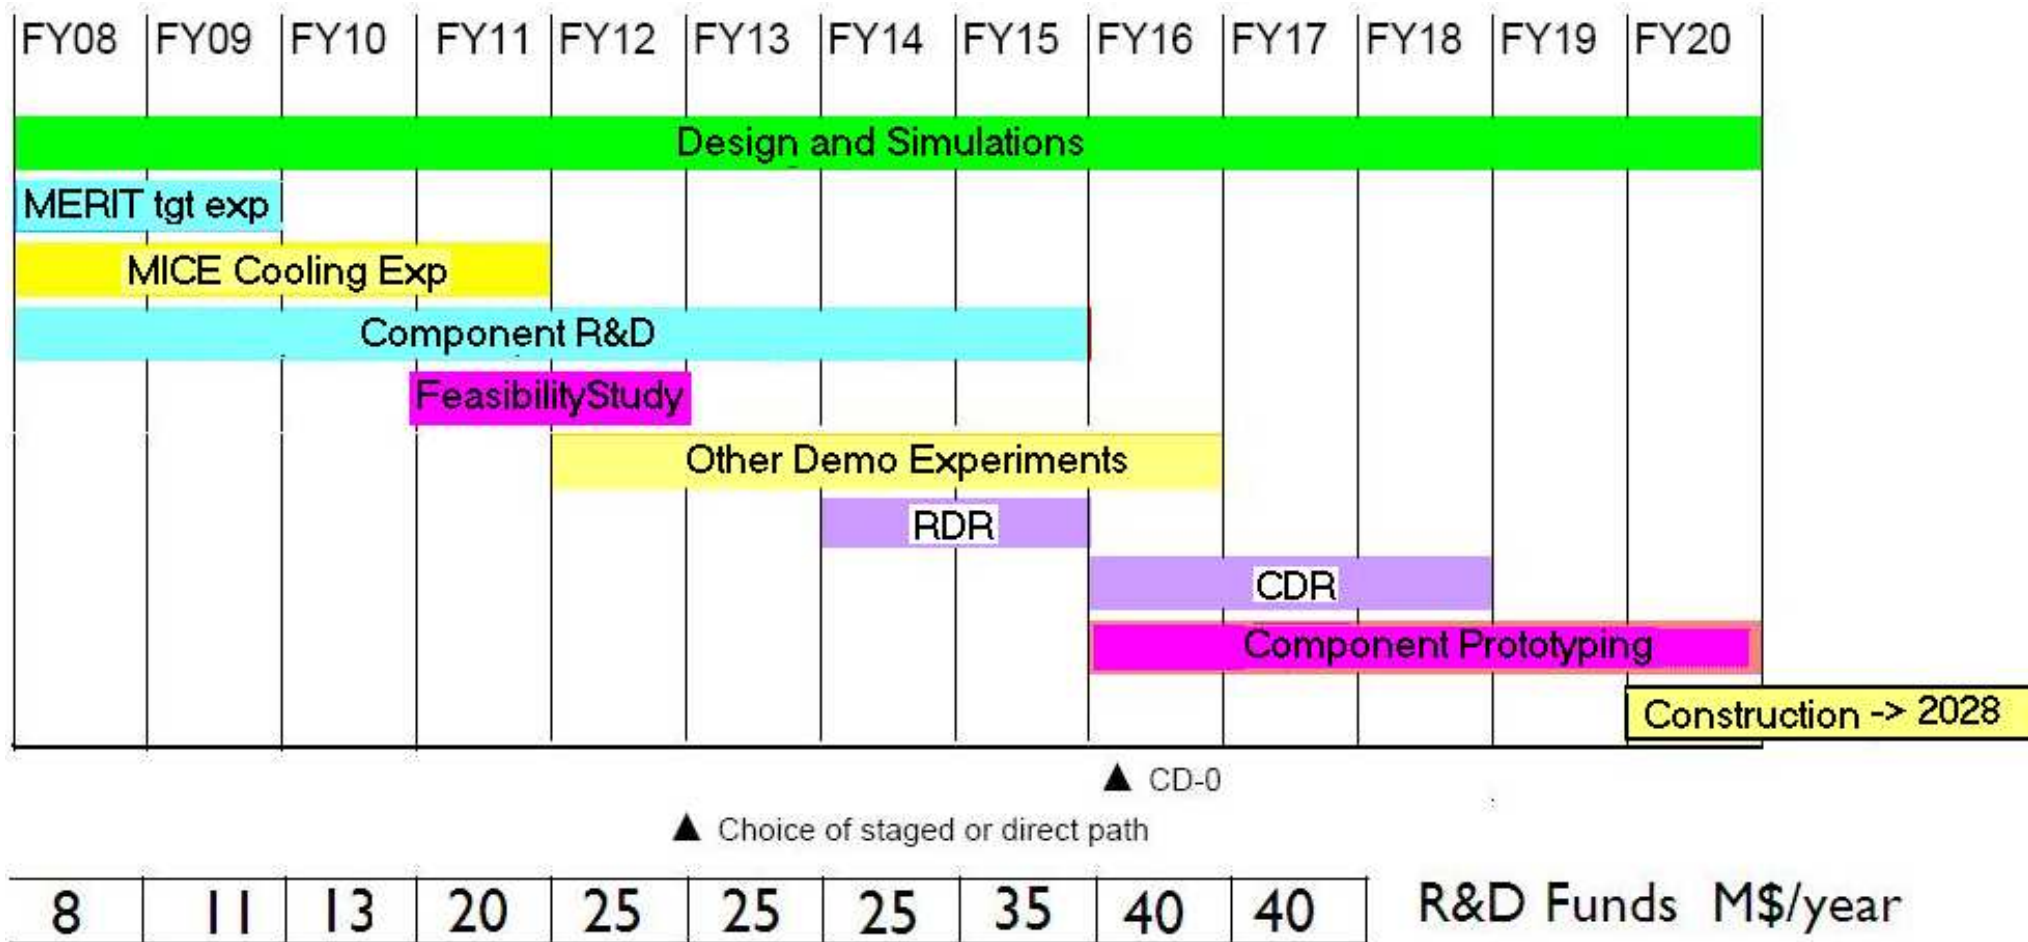 FY08 FY09 FY10 FY11 FY12 FY13 FY14 FY15 FY16 FY17 FY18 FY19 FY20
Design and Simulations
MERIT tgt exp
MICE Cooling Exp
Component R&D
FeasibilityStudy
Other Demo Experiments
RDR
CDR
Component Prototyping
Construction -> 2028
▲ CD-0
▲ Choice of staged or direct path
8 11 13 20 25 25 25 35 40 40 R&D Funds M$/year